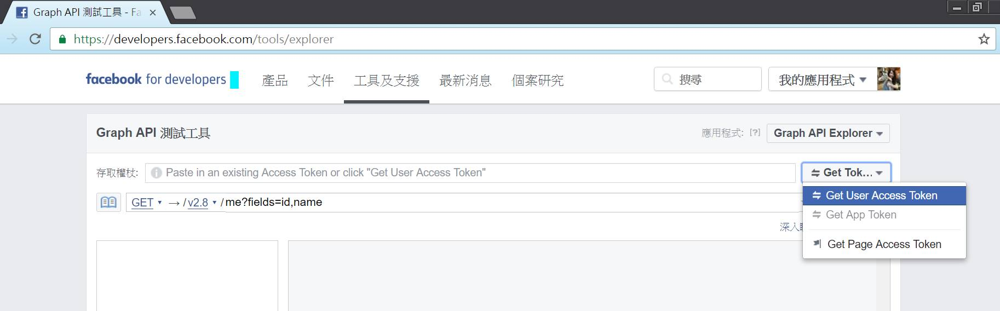 Graph API 測試工具 - Fa
https://developers.facebook.com/tools/explorer
facebook for developers 產品 文件 工具及支援 最新消息 個案研究 搜尋 我的應用程式
Graph API 測試工具 應用程式: [?] Graph API Explorer
存取權杖: Paste in an existing Access Token or click "Get User Access Token" Get Tok...
GET → / v2.8 / me?fields=id,name
Get User Access Token
Get App Token
深入
Get Page Access Token